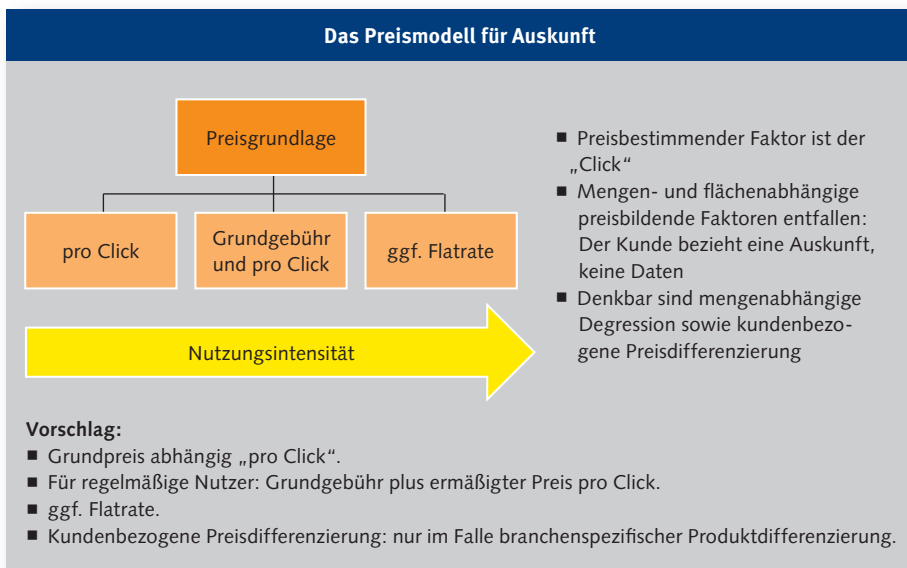 Das Preismodell für Auskunft
Preisgrundlage
pro Click
Grundgebühr
und pro Click
ggf. Flatrate
Nutzungsintensität
■ Preisbestimmender Faktor ist der
„Click“
■ Mengen- und flächenabhängige
preisbildende Faktoren entfallen:
Der Kunde bezieht eine Auskunft,
keine Daten
■ Denkbar sind mengenabhängige
Degression sowie kundenbezo-
gene Preisdifferenzierung
Vorschlag:
■ Grundpreis abhängig „pro Click“.
■ Für regelmäßige Nutzer: Grundgebühr plus ermäßigter Preis pro Click.
■ ggf. Flatrate.
■ Kundenbezogene Preisdifferenzierung: nur im Falle branchenspezifischer Produktdifferenzierung.